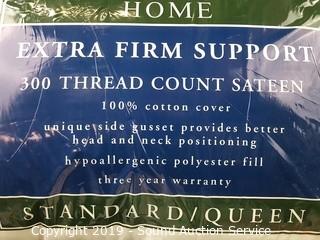 HOME
EXTRA FIRM SUPPORT
300 THREAD COUNT SATEEN
100% cotton cover
unique side gusset provides better
head and neck positioning
hypoallergenic polyester fill
three year warranty
STANDARD/QUEEN
Copyright 2019 - Sound Auction Service